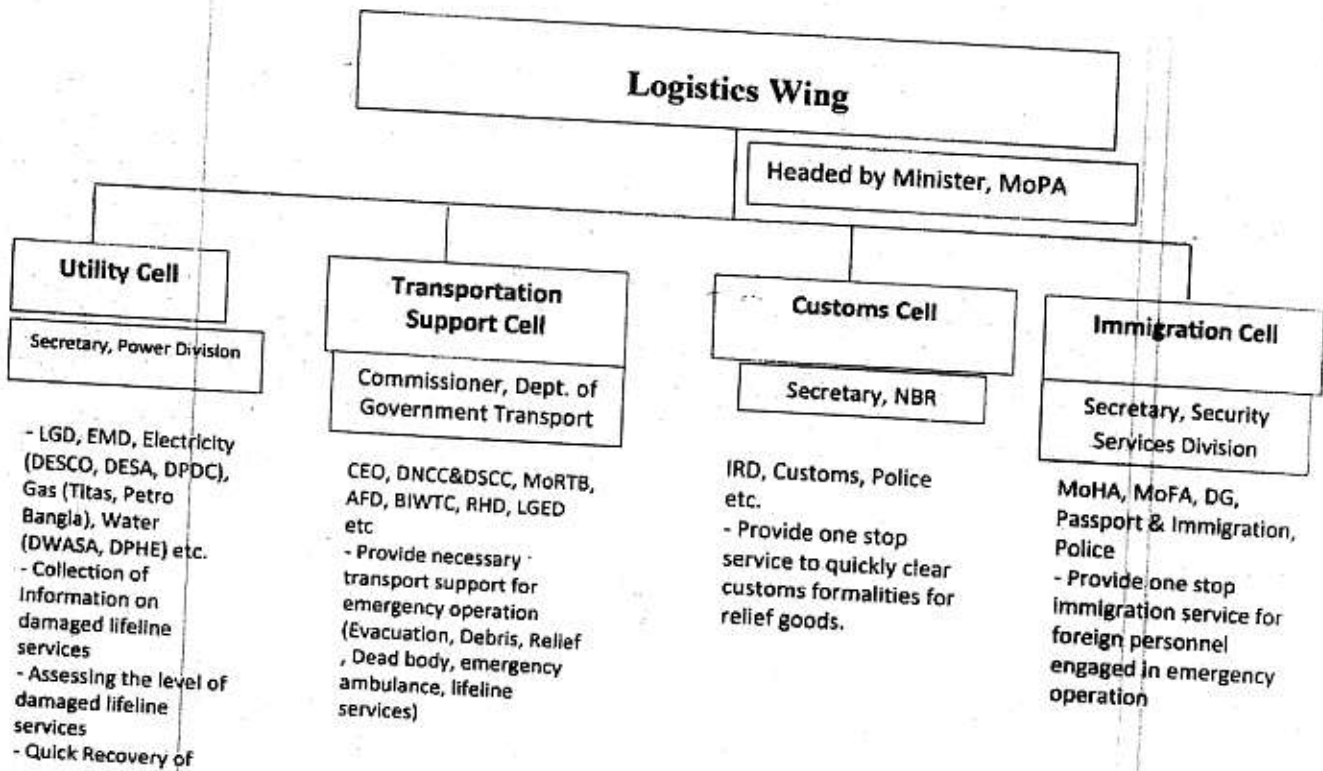 Logistics Wing
Headed by Minister, MoPA
Utility Cell
Secretary, Power Division
- LGD, EMD, Electricity
(DESCO, DESA, DPDC),
Gas (Titas, Petro
Bangla), Water
(DWASA, DPHE) etc.
- Collection of
Information on
damaged lifeline
services
- Assessing the level of
damaged lifeline
services
- Quick Recovery of
Transportation
Support Cell
Commissioner, Dept. of
Government Transport
CEO, DNCC&DSCC, MoRTB,
AFD, BIWTC, RHD, LGED
etc
- Provide necessary
transport support for
emergency operation
(Evacuation, Debris, Relief
, Dead body, emergency
ambulance, lifeline
services)
Customs Cell
Secretary, NBR
IRD, Customs, Police
etc.
- Provide one stop
service to quickly clear
customs formalities for
relief goods.
Immigration Cell
Secretary, Security
Services Division
MoHA, MoFA, DG,
Passport & Immigration,
Police
- Provide one stop
immigration service for
foreign personnel
engaged in emergency
operation